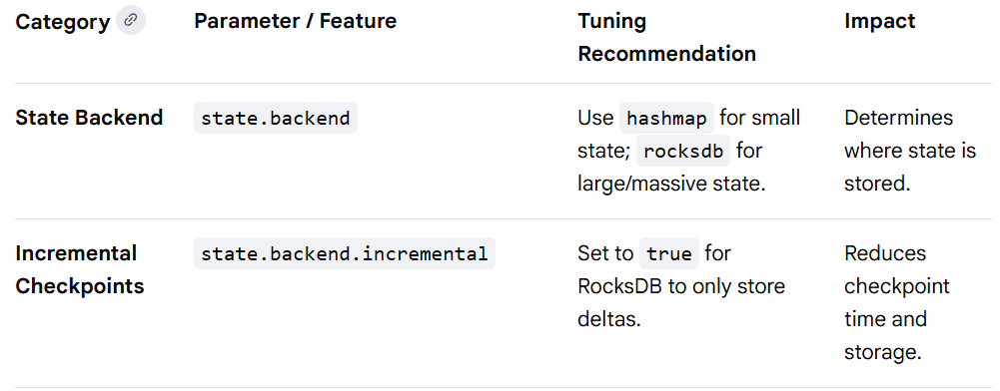 Category Parameter / Feature Tuning Recommendation Impact
State Backend state.backend Use hashmap for small state; rocksdb for large/massive state. Determines where state is stored.
Incremental Checkpoints state.backend.incremental Set to true for RocksDB to only store deltas. Reduces checkpoint time and storage.